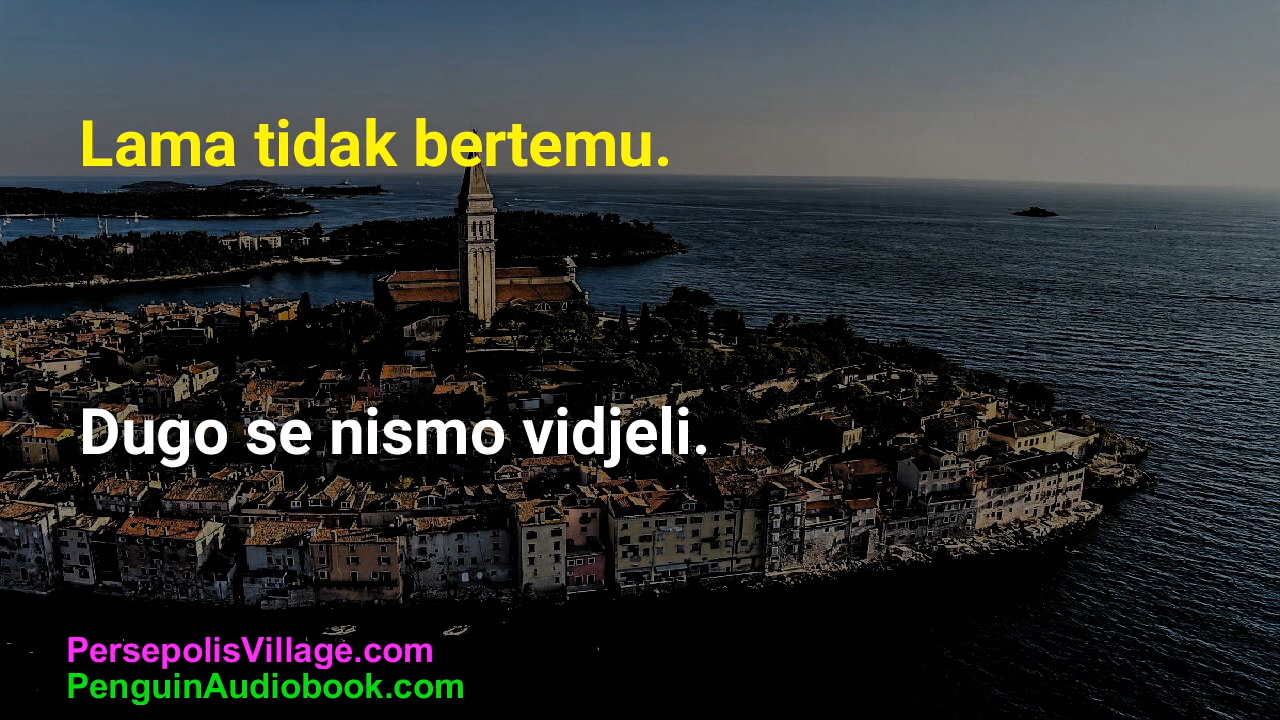 Lama tidak bertemu.
Dugo se nismo vidjeli.
PersepolisVillage.com
PenguinAudiobook.com